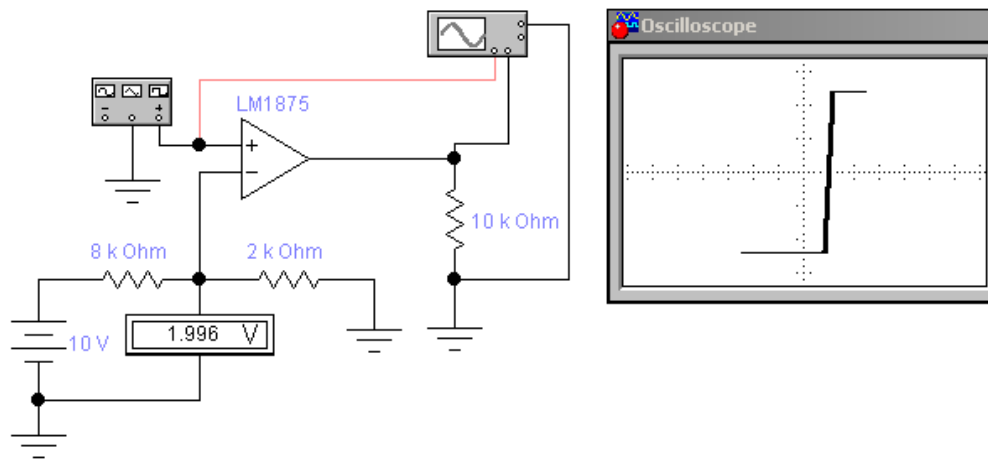 Oscilloscope
LM1875
- +
+
-
10 k Ohm
8 k Ohm
2 k Ohm
1.996 V
10 V